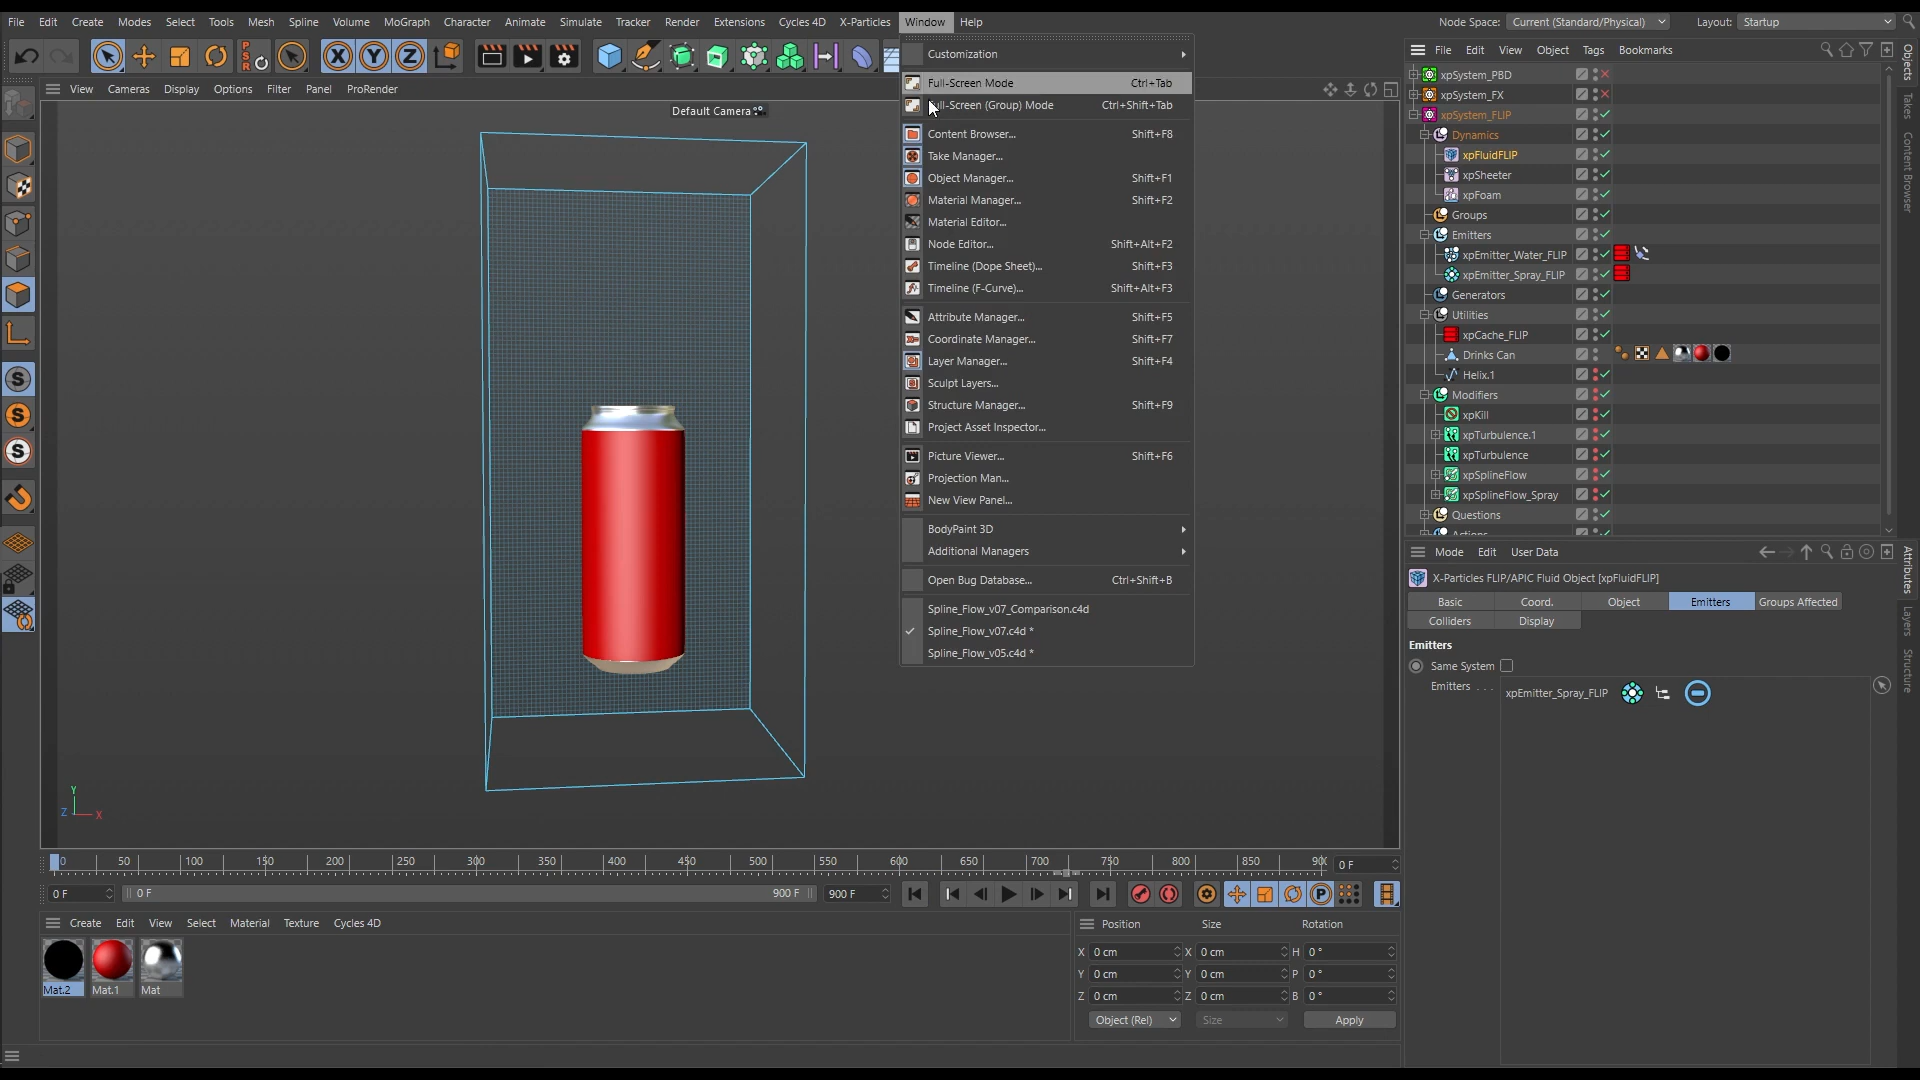 File Edit Create Modes Select Tools Mesh Spline Volume MoGraph Character Animate Simulate Tracker Render Extensions Cycles 4D X-Particles Window Help
Node Space: Current (Standard/Physical) Layout: Startup
X Y Z
PSR
View Cameras Display Options Filter Panel ProRender
Default Camera
Customization
Full-Screen Mode Ctrl+Tab
Full-Screen (Group) Mode Ctrl+Shift+Tab
Content Browser... Shift+F8
Take Manager...
Object Manager... Shift+F1
Material Manager... Shift+F2
Material Editor...
Node Editor... Shift+Alt+F2
Timeline (Dope Sheet)... Shift+F3
Timeline (F-Curve)... Shift+Alt+F3
Attribute Manager... Shift+F5
Coordinate Manager... Shift+F7
Layer Manager... Shift+F4
Sculpt Layers...
Structure Manager... Shift+F9
Project Asset Inspector...
Picture Viewer... Shift+F6
Projection Man...
New View Panel...
BodyPaint 3D
Additional Managers
Open Bug Database... Ctrl+Shift+B
Spline_Flow_v07_Comparison.c4d
Spline_Flow_v07.c4d *
Spline_Flow_v05.c4d *
File Edit View Object Tags Bookmarks
xpSystem_PBD
xpSystem_FX
xpSystem_FLIP
Dynamics
xpFluidFLIP
xpSheeter
xpFoam
Groups
Emitters
xpEmitter_Water_FLIP
xpEmitter_Spray_FLIP
Generators
Utilities
xpCache_FLIP
Drinks Can
Helix.1
Modifiers
xpKill
xpTurbulence.1
xpTurbulence
xpSplineFlow
xpSplineFlow_Spray
Questions
Actions
Objects
Takes
Content Browser
Mode Edit User Data
X-Particles FLIP/APIC Fluid Object [xpFluidFLIP]
Basic Coord. Object Emitters Groups Affected
Colliders Display
Emitters
Same System
Emitters . . . xpEmitter_Spray_FLIP
Attributes
Layers
Structure
Y
Z X
0 50 100 150 200 250 300 350 400 450 500 550 600 650 700 750 800 850 900 0 F
0 F 0 F 900 F 900 F
Create Edit View Select Material Texture Cycles 4D
Mat.2 Mat.1 Mat
Position Size Rotation
X 0 cm X 0 cm H 0 °
Y 0 cm Y 0 cm P 0 °
Z 0 cm Z 0 cm B 0 °
Object (Rel) Size Apply